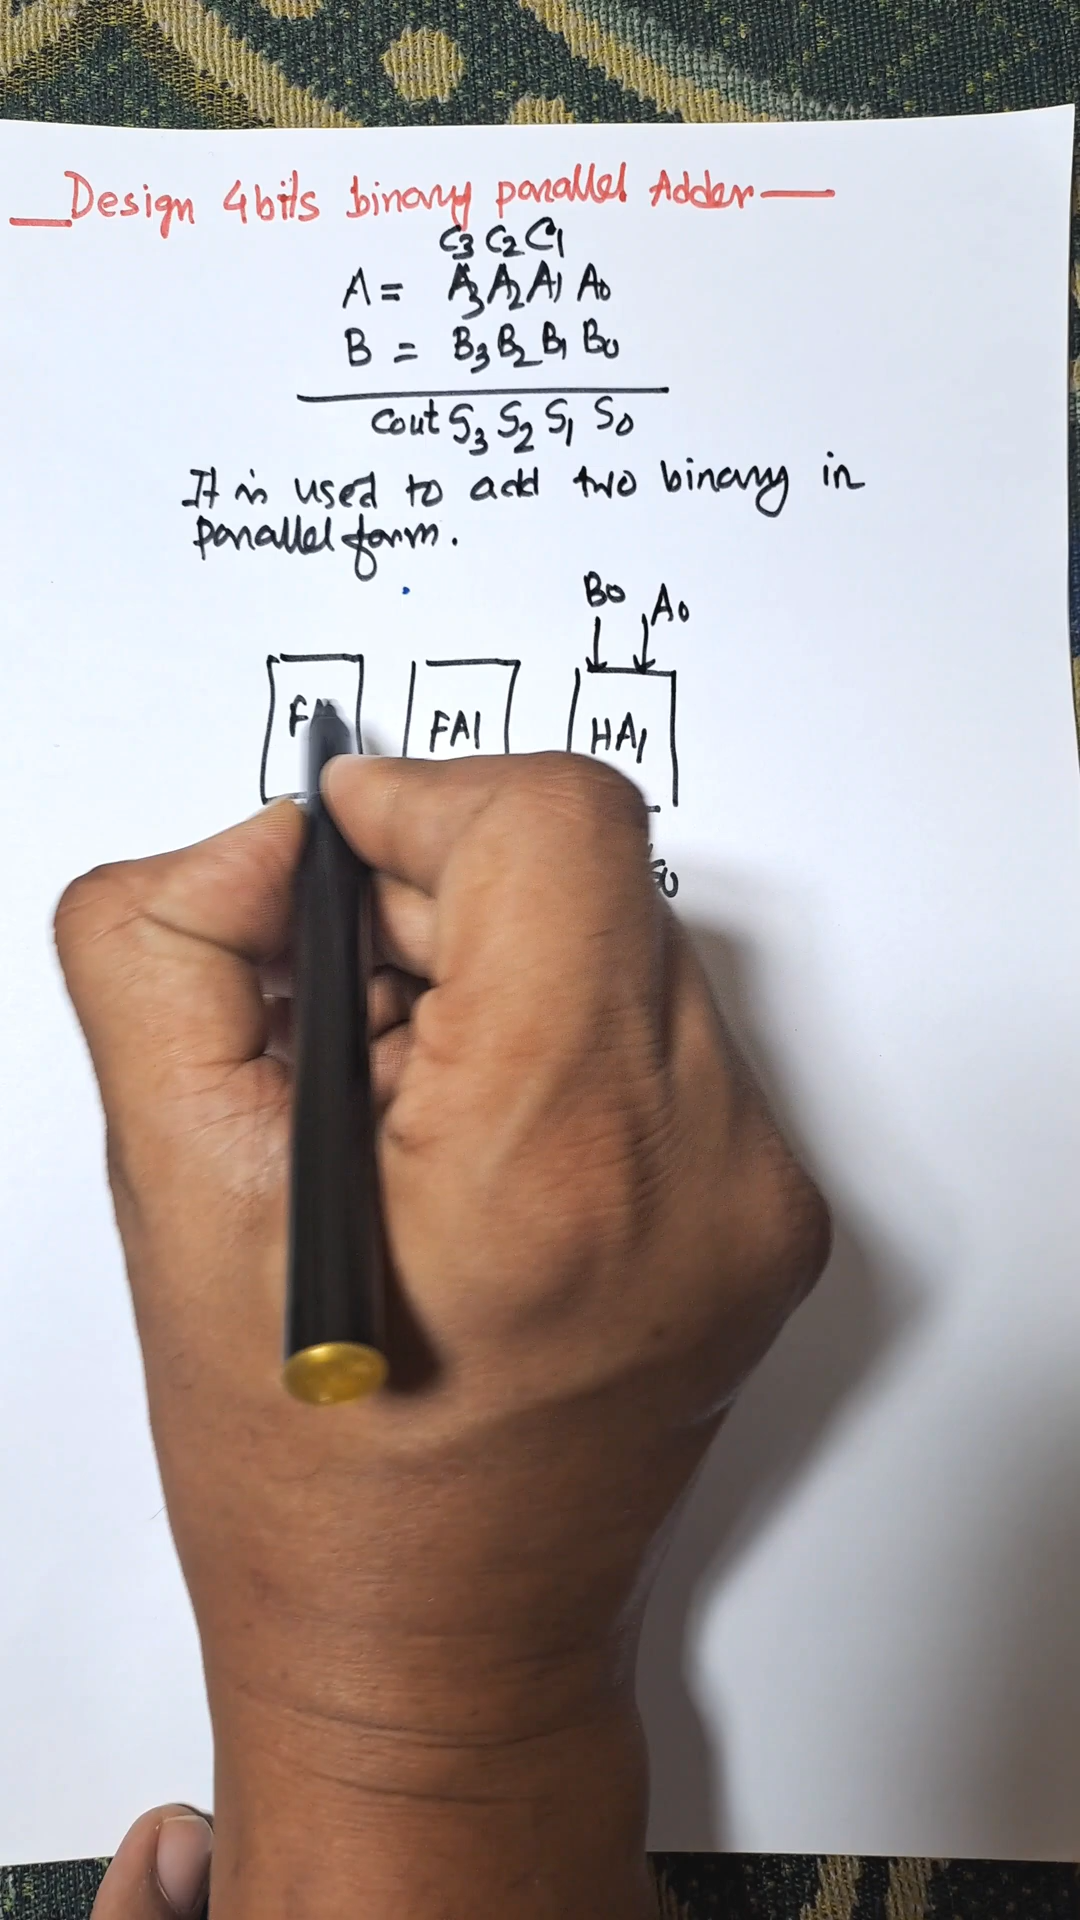 Design 4bits binary parallel Adder
C3 C2 C1
A = A3 A2 A1 A0
B = B3 B2 B1 B0
Cout S3 S2 S1 S0
It is used to add two binary in
parallel form.
B0 A0
FA1 HA1